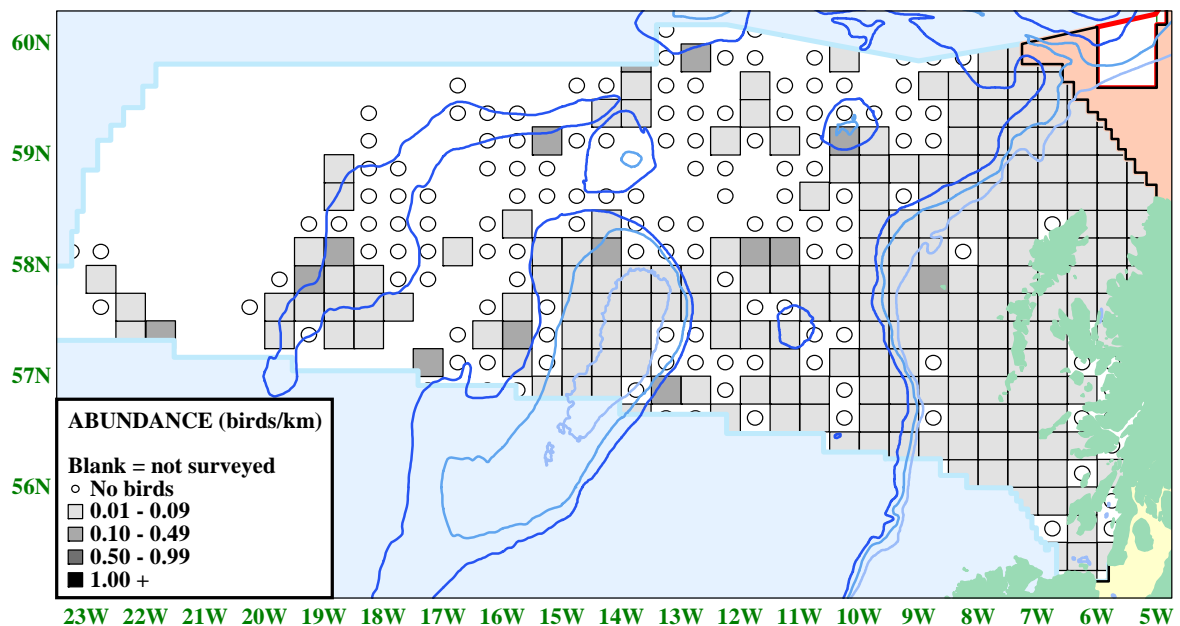 60N
59N
58N
57N
56N
ABUNDANCE (birds/km)
Blank = not surveyed
No birds
0.01 - 0.09
0.10 - 0.49
0.50 - 0.99
1.00 +
23W 22W 21W 20W 19W 18W 17W 16W 15W 14W 13W 12W 11W 10W 9W 8W 7W 6W 5W